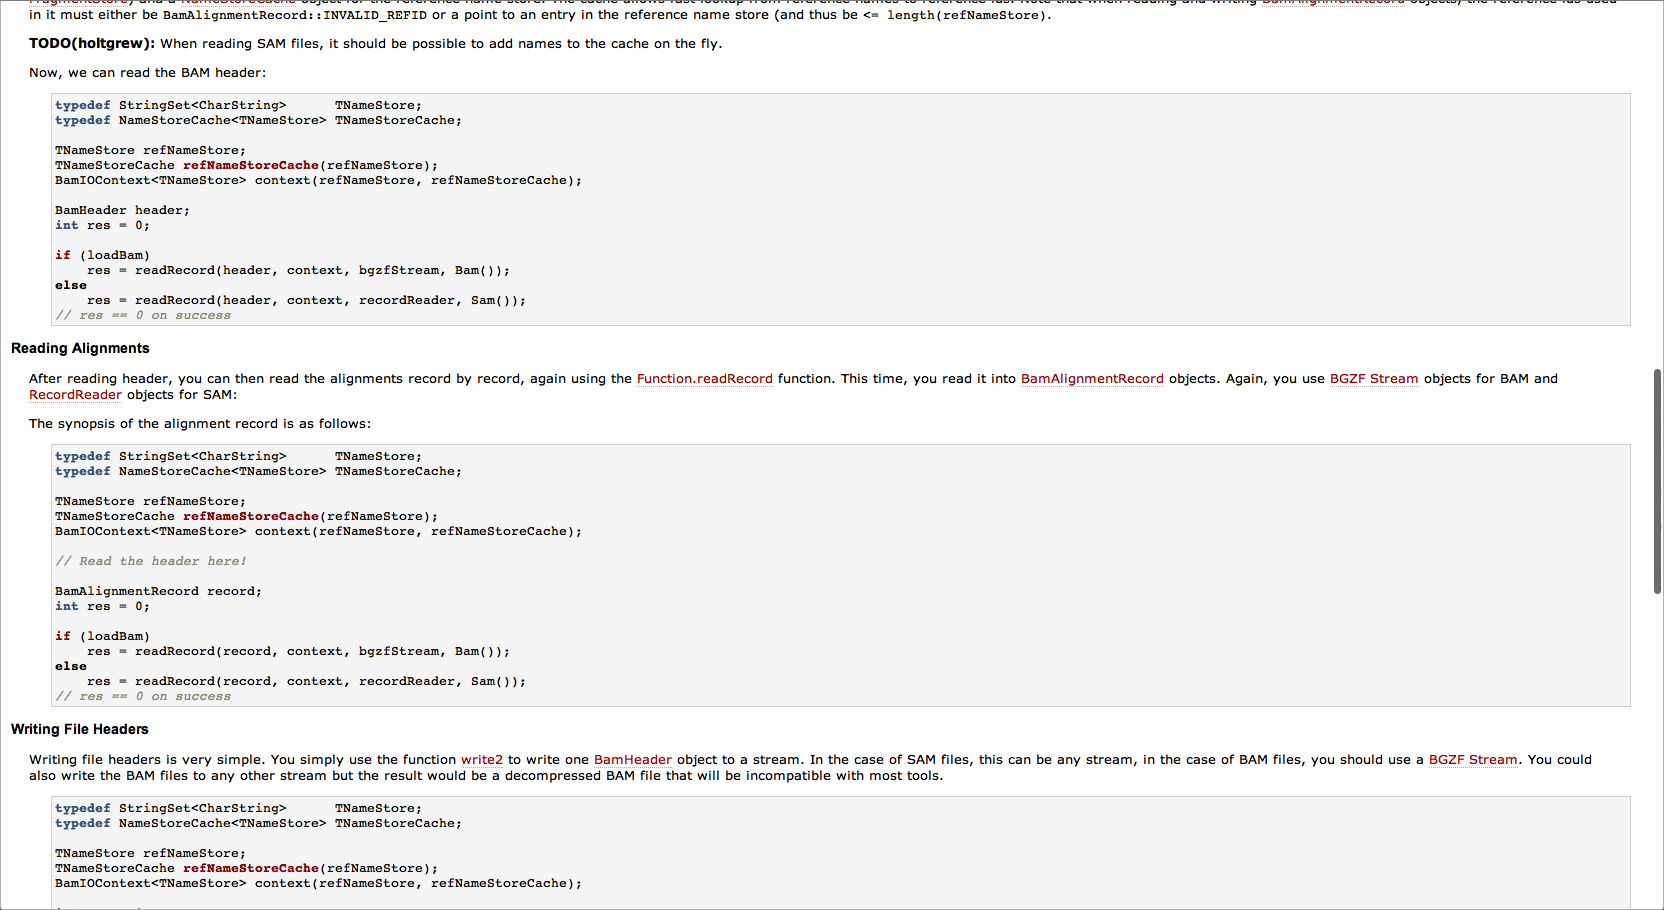 in it must either be BamAlignmentRecord::INVALID_REFID or a point to an entry in the reference name store (and thus be <= length(refNameStore).
TODO(holtgrew): When reading SAM files, it should be possible to add names to the cache on the fly.
Now, we can read the BAM header:
typedef StringSet<CharString>      TNameStore;
typedef NameStoreCache<TNameStore> TNameStoreCache;
TNameStore refNameStore;
TNameStoreCache refNameStoreCache(refNameStore);
BamIOContext<TNameStore> context(refNameStore, refNameStoreCache);
BamHeader header;
int res = 0;
if (loadBam)
    res = readRecord(header, context, bgzfStream, Bam());
else
    res = readRecord(header, context, recordReader, Sam());
// res == 0 on success
Reading Alignments
After reading header, you can then read the alignments record by record, again using the Function.readRecord function. This time, you read it into BamAlignmentRecord objects. Again, you use BGZF Stream objects for BAM and
RecordReader objects for SAM:
The synopsis of the alignment record is as follows:
typedef StringSet<CharString>      TNameStore;
typedef NameStoreCache<TNameStore> TNameStoreCache;
TNameStore refNameStore;
TNameStoreCache refNameStoreCache(refNameStore);
BamIOContext<TNameStore> context(refNameStore, refNameStoreCache);
// Read the header here!
BamAlignmentRecord record;
int res = 0;
if (loadBam)
    res = readRecord(record, context, bgzfStream, Bam());
else
    res = readRecord(record, context, recordReader, Sam());
// res == 0 on success
Writing File Headers
Writing file headers is very simple. You simply use the function write2 to write one BamHeader object to a stream. In the case of SAM files, this can be any stream, in the case of BAM files, you should use a BGZF Stream. You could
also write the BAM files to any other stream but the result would be a decompressed BAM file that will be incompatible with most tools.
typedef StringSet<CharString>      TNameStore;
typedef NameStoreCache<TNameStore> TNameStoreCache;
TNameStore refNameStore;
TNameStoreCache refNameStoreCache(refNameStore);
BamIOContext<TNameStore> context(refNameStore, refNameStoreCache);